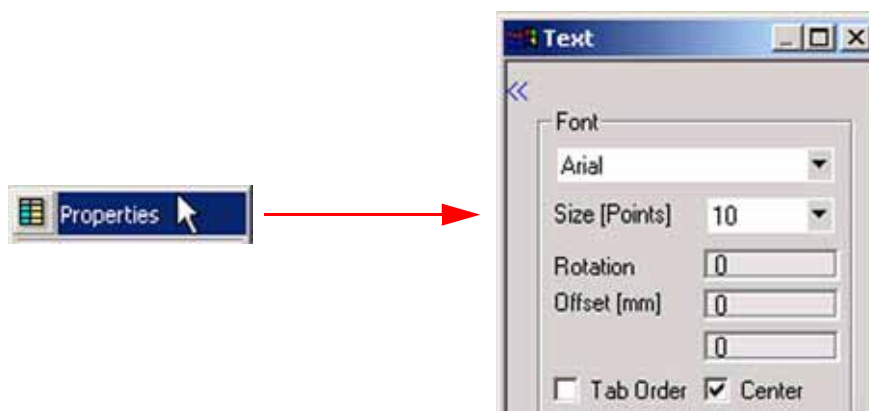 Text
Font
Arial
Properties
Size [Points] 10
Rotation 0
Offset [mm] 0
0
Tab Order Center